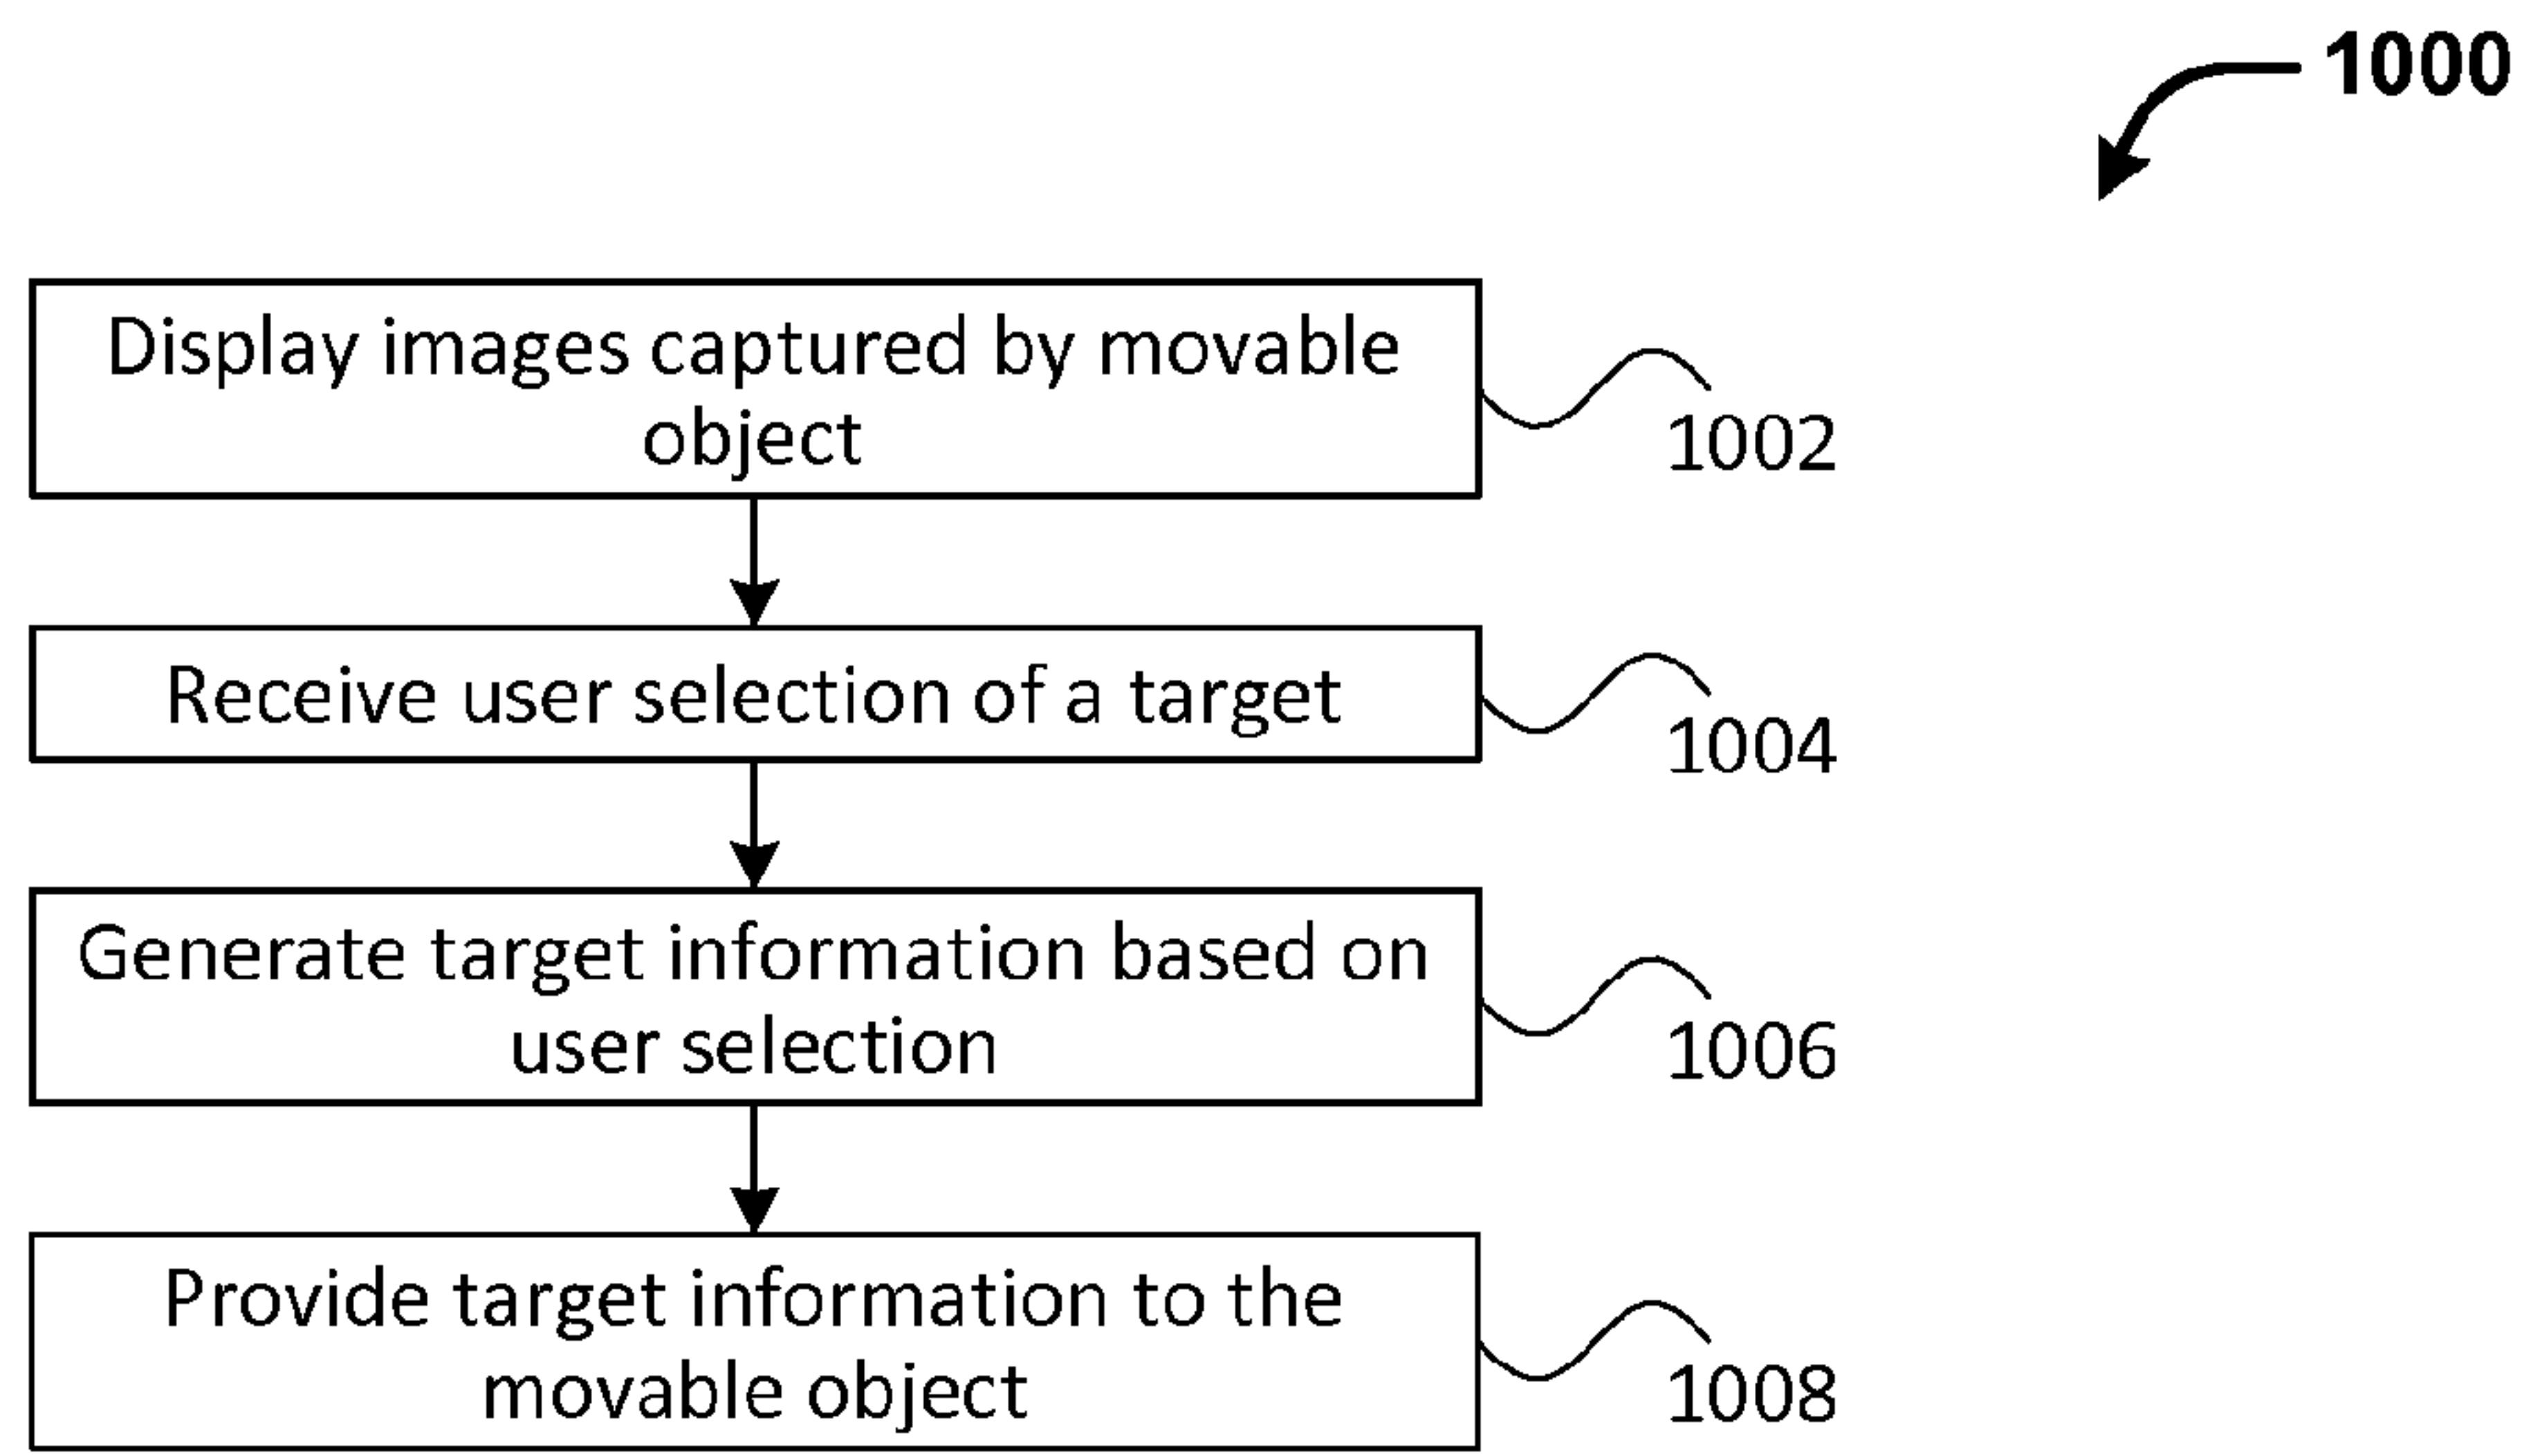 1000
Display images captured by movable
object
1002
Receive user selection of a target
1004
Generate target information based on
user selection
1006
Provide target information to the
movable object
1008